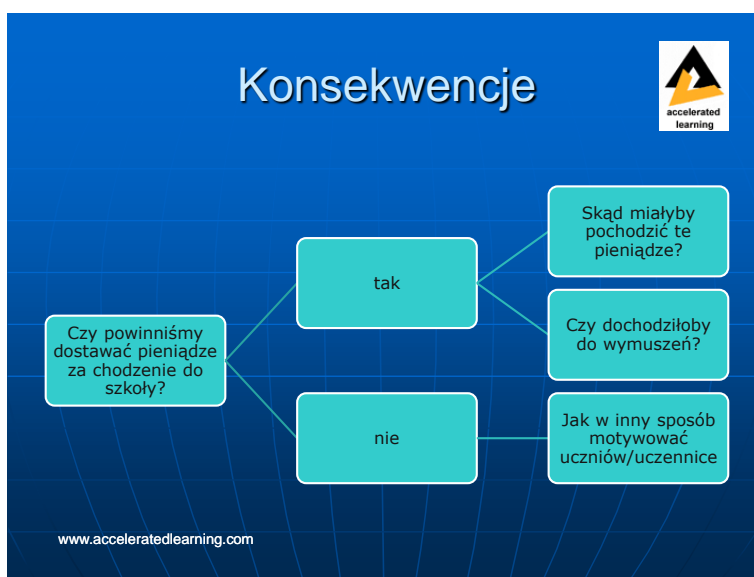 Konsekwencje
accelerated
learning
Czy powinniśmy
dostawać pieniądze
za chodzenie do
szkoły?
tak
nie
Skąd miałyby
pochodzić te
pieniądze?
Czy dochodziłoby
do wymuszeń?
Jak w inny sposób
motywować
uczniów/uczennice
www.acceleratedlearning.com